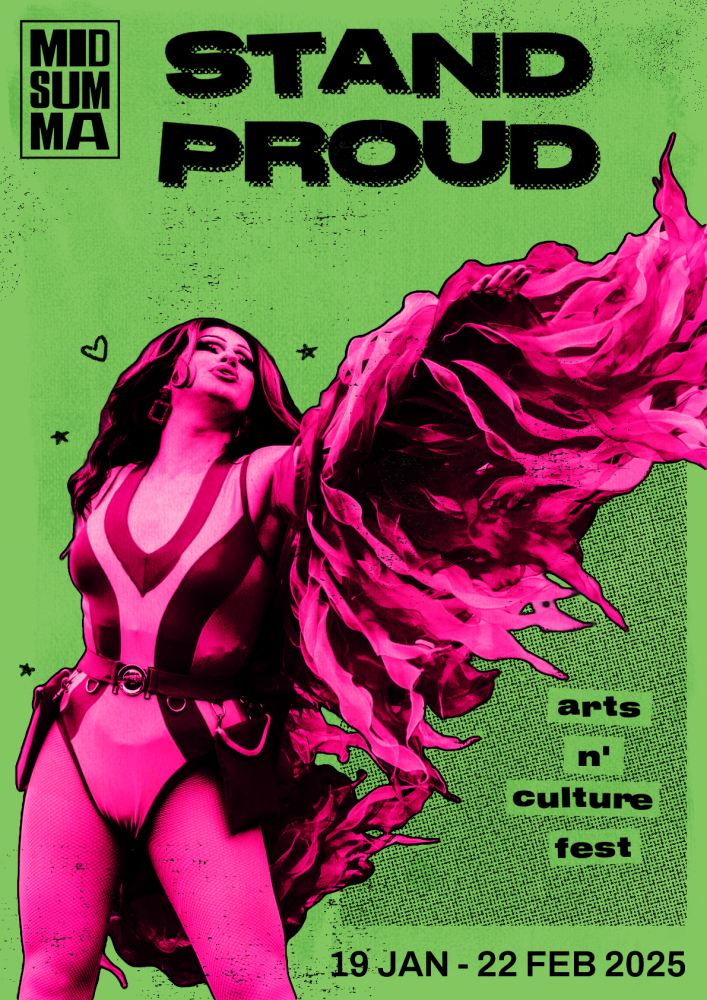 MID
SUM
MA
STAND
PROUD
arts
n'
culture
fest
19 JAN - 22 FEB 2025